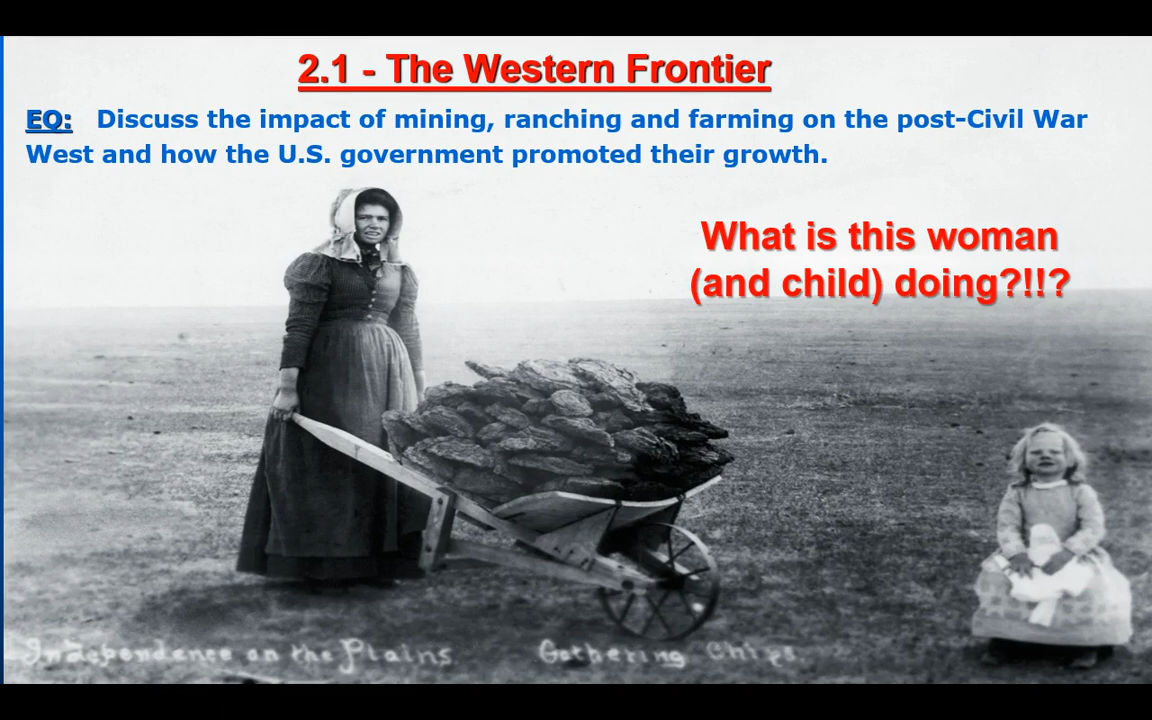 2.1 - The Western Frontier
EQ: Discuss the impact of mining, ranching and farming on the post-Civil War
West and how the U.S. government promoted their growth.
What is this woman
(and child) doing?!!?
Independence on the Plains Gathering Chips.